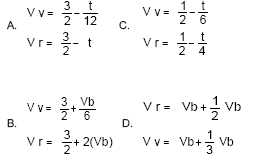 A. V v = 3/2 - t/12
V r = 3/2 - t
C. V v = 1/2 - t/6
V r = 1/2 - t/4
B. V v = 3/2 + Vb/6
V r = 3/2 + 2(Vb)
D. V r = Vb + 1/2 Vb
V v = Vb + 1/3 Vb